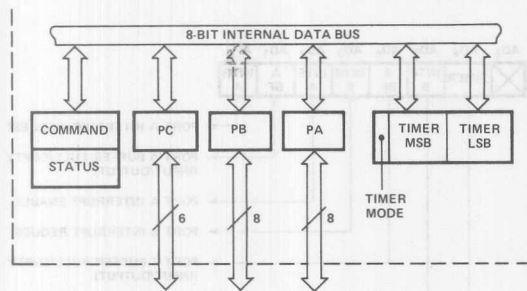 8-BIT INTERNAL DATA BUS
COMMAND
STATUS
PC
PB
PA
TIMER
MSB
TIMER
LSB
TIMER
MODE
6
8
8